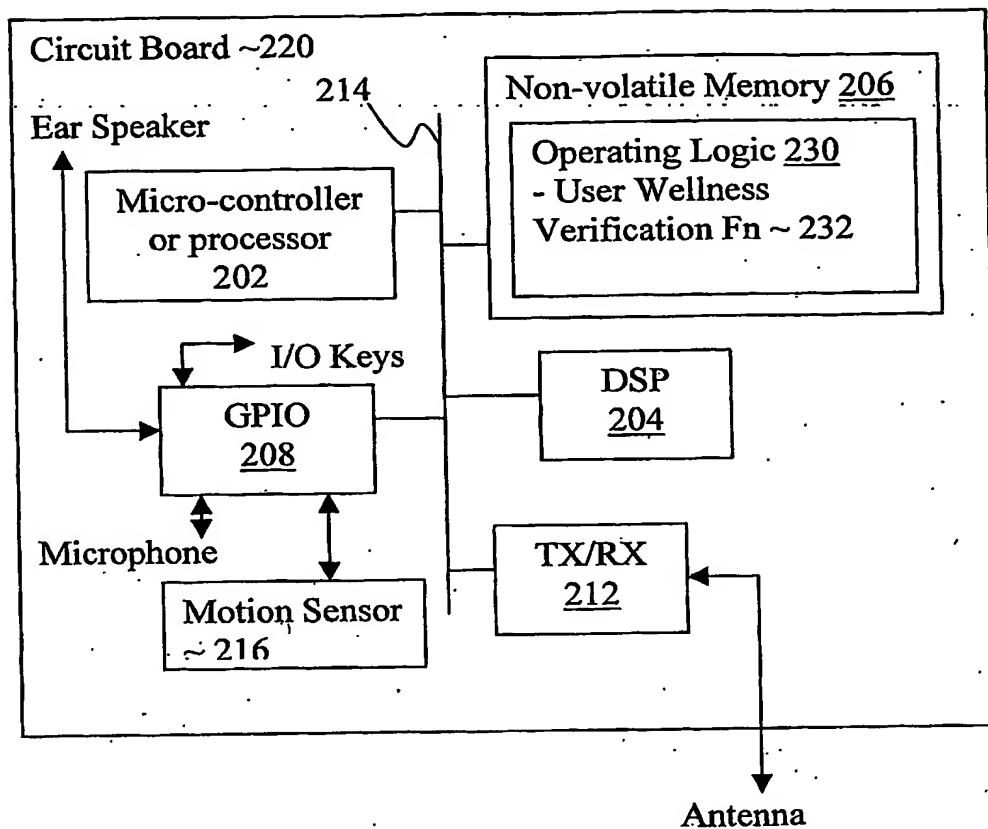 Circuit Board ~220
214
Ear Speaker
Non-volatile Memory 206
Operating Logic 230
- User Wellness
Verification Fn ~ 232
Micro-controller
or processor
202
I/O Keys
GPIO
208
DSP
204
Microphone
TX/RX
212
Motion Sensor
~ 216
Antenna